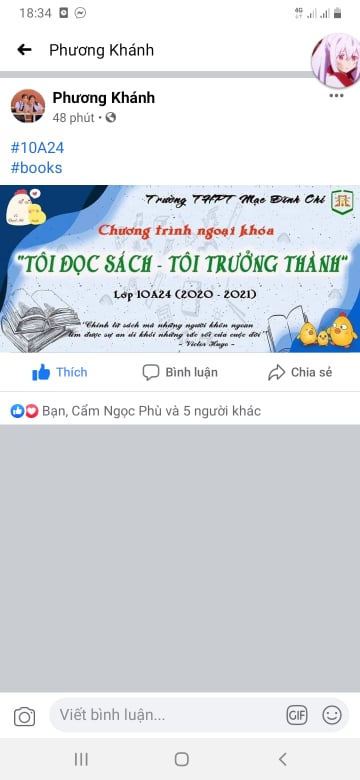 18:34
4G
Phương Khánh
Phương Khánh
48 phút
#10A24
#books
Trường THPT Mạc Đĩnh Chi
Chương trình ngoại khóa
"TÔI ĐỌC SÁCH - TÔI TRƯỞNG THÀNH"
Lớp 10A24 (2020 - 2021)
"Chính từ sách mà những người khôn ngoan
tìm được sự an ủi khỏi những rắc rối của cuộc đời"
- Victor Hugo -
Thích
Bình luận
Chia sẻ
Bạn, Cẩm Ngọc Phù và 5 người khác
Viết bình luận...
GIF